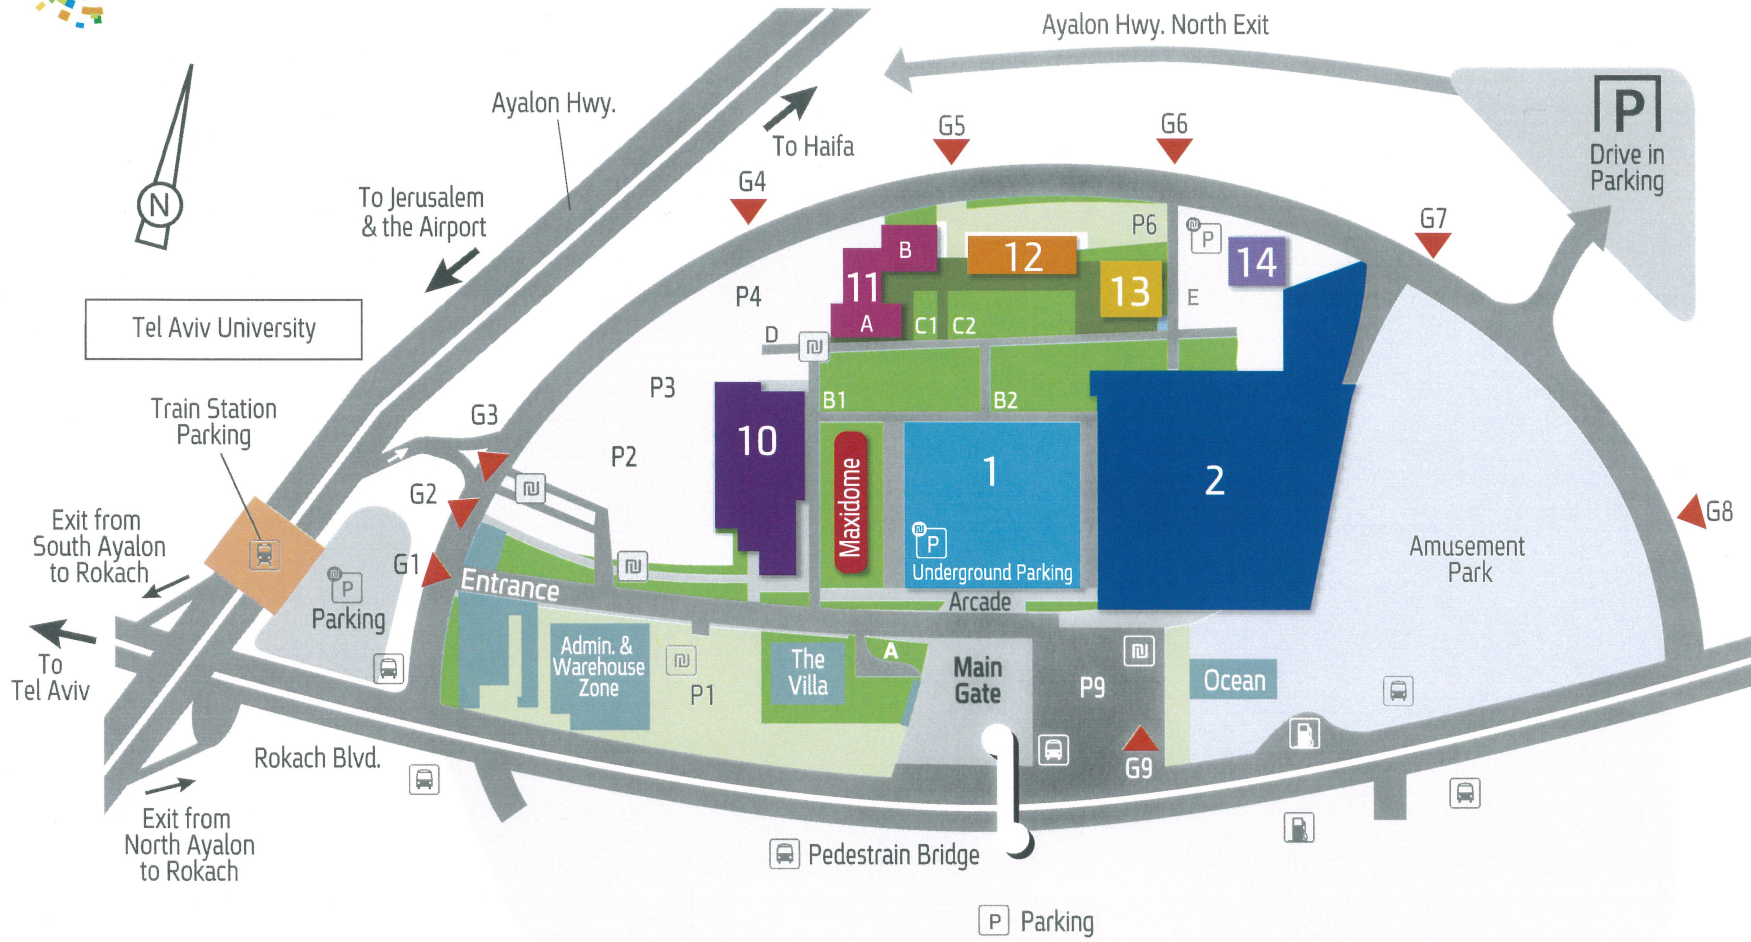 Ayalon Hwy. North Exit
P
Drive in
Parking
Ayalon Hwy.
To Haifa
G5
G6
G4
G7
N
To Jerusalem
& the Airport
Tel Aviv University
B
12
P6
₪
P
14
11
13
P4
E
A
C1
C2
D
₪
P3
B1
B2
Train Station
Parking
G3
10
P2
Maxidome
1
2
G2
₪
G8
Exit from
South Ayalon
to Rokach
₪
P
Underground Parking
Amusement
Park
G1
₪
Entrance
₪
P
Parking
Arcade
To
Tel Aviv
Admin. &
Warehouse
Zone
₪
P1
The
Villa
A
Main
Gate
P9
₪
Ocean
Rokach Blvd.
G9
Exit from
North Ayalon
to Rokach
Pedestrain Bridge
P Parking